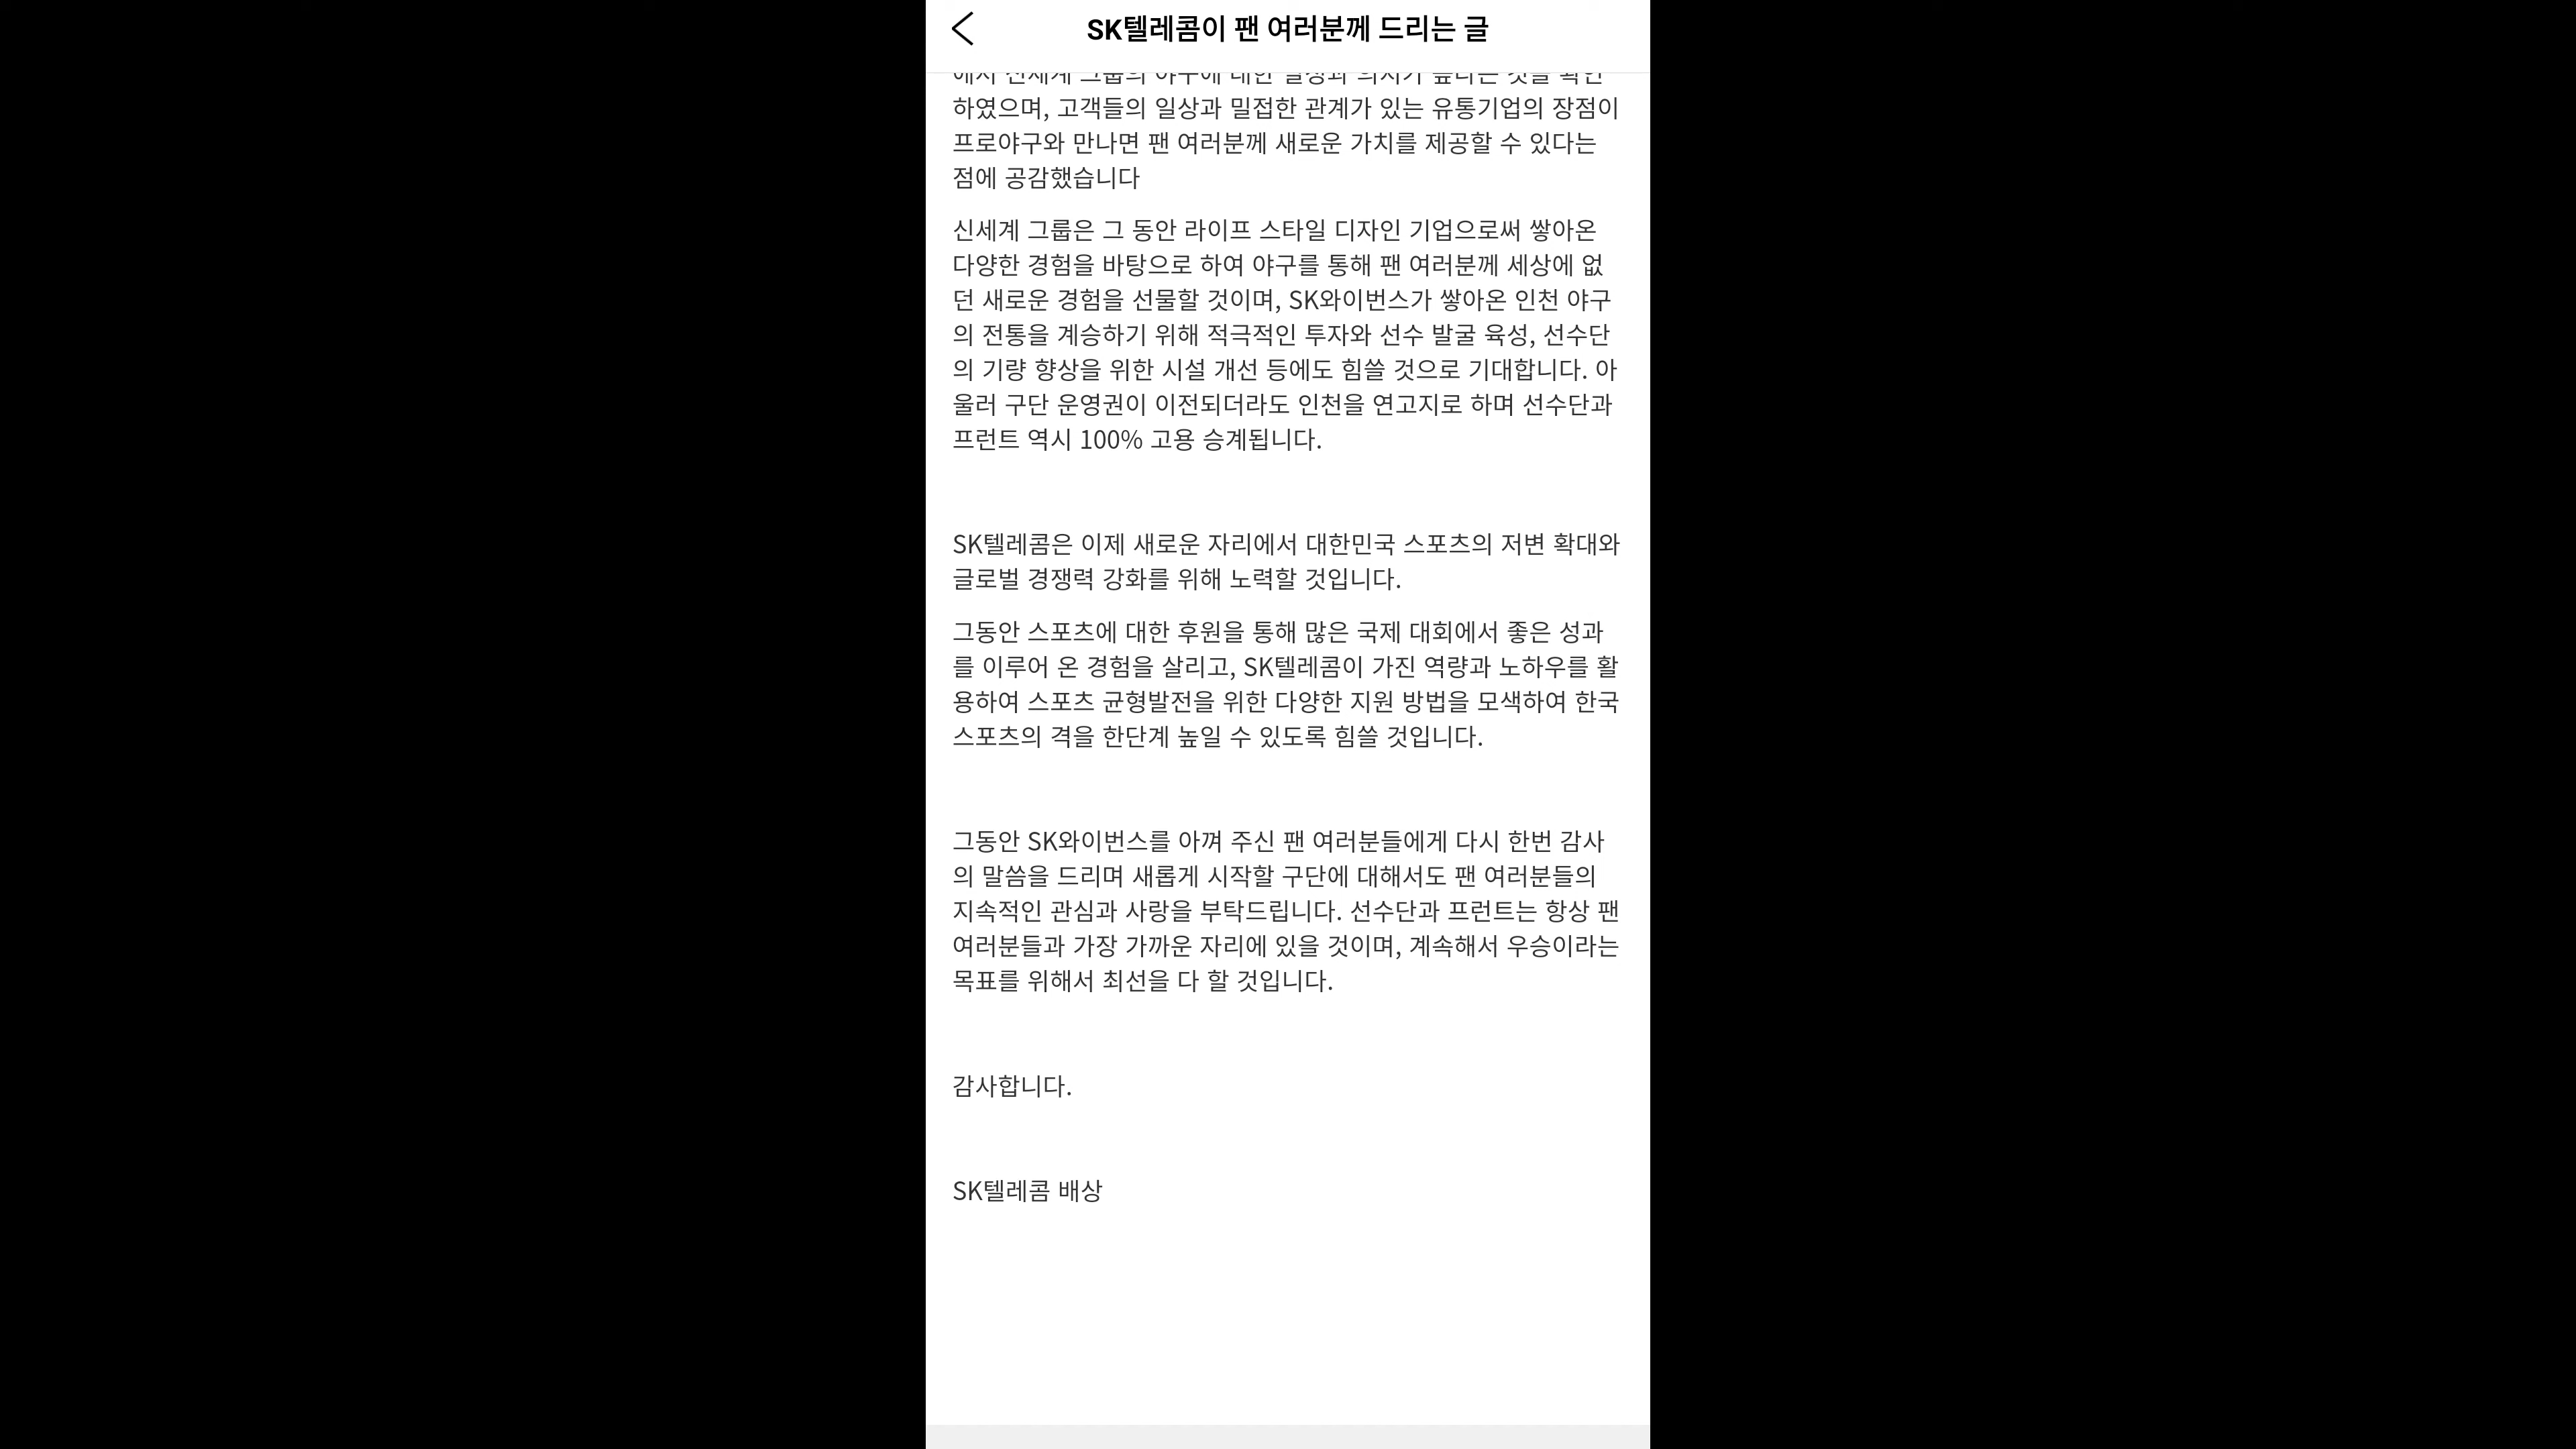 SK텔레콤이 팬 여러분께 드리는 글
에서 신세계 그룹의 야구에 대한 열정과 의지가 높다는 것을 확인
하였으며, 고객들의 일상과 밀접한 관계가 있는 유통기업의 장점이
프로야구와 만나면 팬 여러분께 새로운 가치를 제공할 수 있다는
점에 공감했습니다
신세계 그룹은 그 동안 라이프 스타일 디자인 기업으로써 쌓아온
다양한 경험을 바탕으로 하여 야구를 통해 팬 여러분께 세상에 없
던 새로운 경험을 선물할 것이며, SK와이번스가 쌓아온 인천 야구
의 전통을 계승하기 위해 적극적인 투자와 선수 발굴 육성, 선수단
의 기량 향상을 위한 시설 개선 등에도 힘쓸 것으로 기대합니다. 아
울러 구단 운영권이 이전되더라도 인천을 연고지로 하며 선수단과
프런트 역시 100% 고용 승계됩니다.
SK텔레콤은 이제 새로운 자리에서 대한민국 스포츠의 저변 확대와
글로벌 경쟁력 강화를 위해 노력할 것입니다.
그동안 스포츠에 대한 후원을 통해 많은 국제 대회에서 좋은 성과
를 이루어 온 경험을 살리고, SK텔레콤이 가진 역량과 노하우를 활
용하여 스포츠 균형발전을 위한 다양한 지원 방법을 모색하여 한국
스포츠의 격을 한단계 높일 수 있도록 힘쓸 것입니다.
그동안 SK와이번스를 아껴 주신 팬 여러분들에게 다시 한번 감사
의 말씀을 드리며 새롭게 시작할 구단에 대해서도 팬 여러분들의
지속적인 관심과 사랑을 부탁드립니다. 선수단과 프런트는 항상 팬
여러분들과 가장 가까운 자리에 있을 것이며, 계속해서 우승이라는
목표를 위해서 최선을 다 할 것입니다.
감사합니다.
SK텔레콤 배상